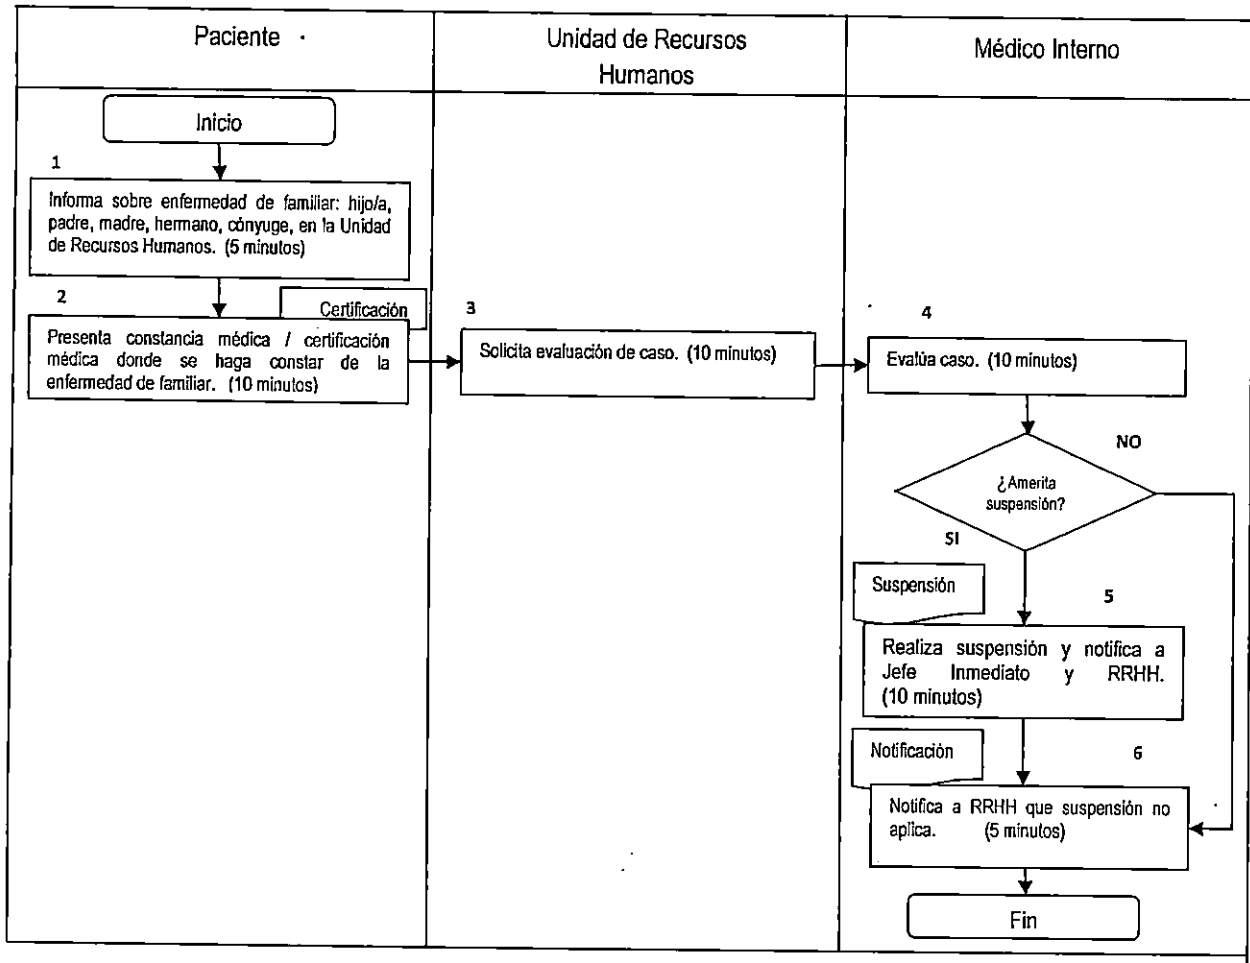 Paciente
Unidad de Recursos
Humanos
Médico Interno
Inicio
1
Informa sobre enfermedad de familiar: hijo/a,
padre, madre, hermano, cónyuge, en la Unidad
de Recursos Humanos. (5 minutos)
2
Certificación
Presenta constancia médica / certificación
médica donde se haga constar de la
enfermedad de familiar. (10 minutos)
3
Solicita evaluación de caso. (10 minutos)
4
Evalúa caso. (10 minutos)
NO
¿Amerita
suspensión?
SI
Suspensión
5
Realiza suspensión y notifica a
Jefe Inmediato y RRHH.
(10 minutos)
Notificación
6
Notifica a RRHH que suspensión no
aplica. (5 minutos)
Fin